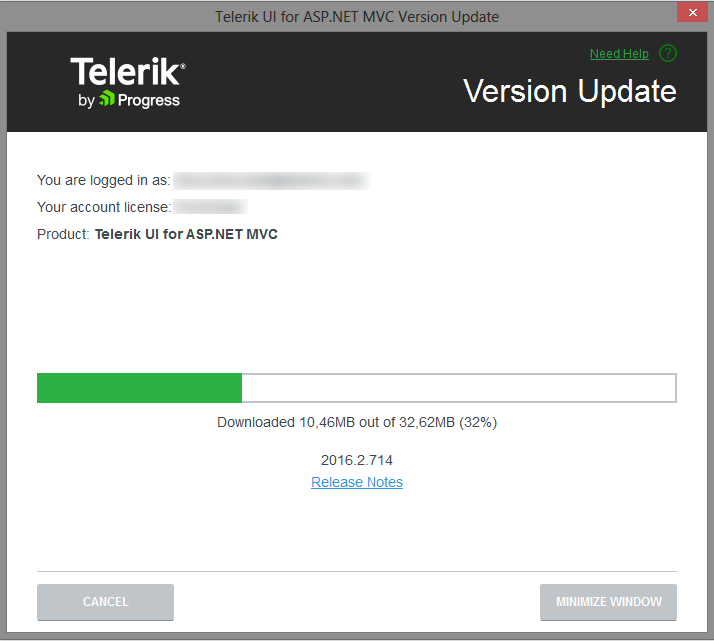 Telerik UI for ASP.NET MVC Version Update
Need Help ?
Telerik®
by Progress
Version Update
You are logged in as:
Your account license:
Product: Telerik UI for ASP.NET MVC
Downloaded 10,46MB out of 32,62MB (32%)
2016.2.714
Release Notes
CANCEL MINIMIZE WINDOW